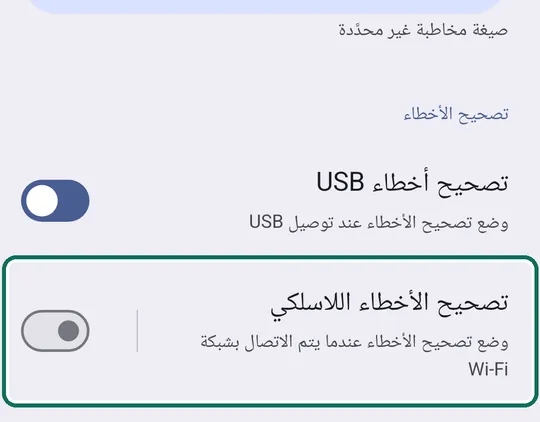 صيغة مخاطبة غير محدَّدة
تصحيح الأخطاء
تصحيح أخطاء USB
وضع تصحيح الأخطاء عند توصيل USB
تصحيح الأخطاء اللاسلكي
وضع تصحيح الأخطاء عندما يتم الاتصال بشبكة
Wi-Fi